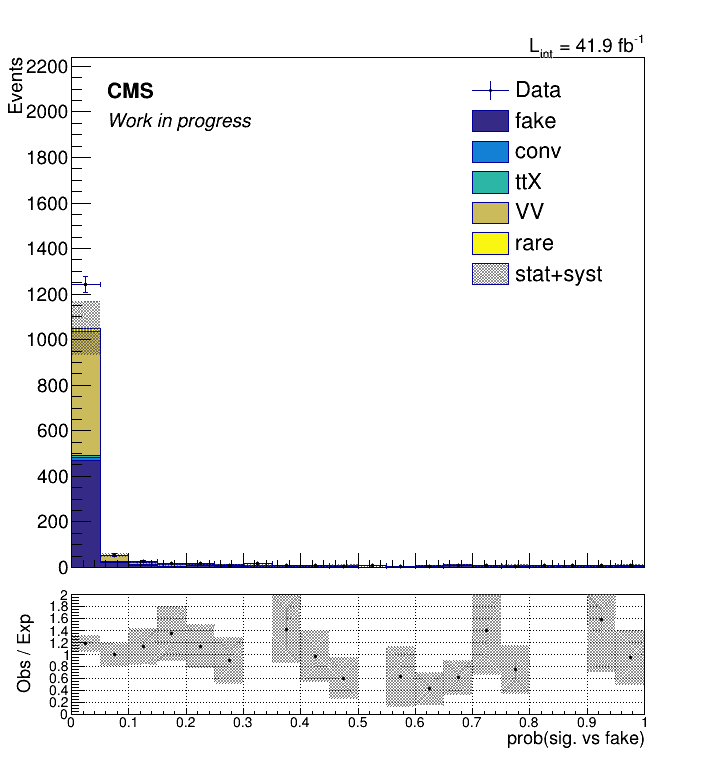 L_int = 41.9 fb^-1
Events
2200
2000
1800
1600
1400
1200
1000
800
600
400
200
0
CMS
Work in progress
Data
fake
conv
ttX
VV
rare
stat+syst
Obs / Exp
2
1.8
1.6
1.4
1.2
1
0.8
0.6
0.4
0.2
0
0 0.1 0.2 0.3 0.4 0.5 0.6 0.7 0.8 0.9 1
prob(sig. vs fake)